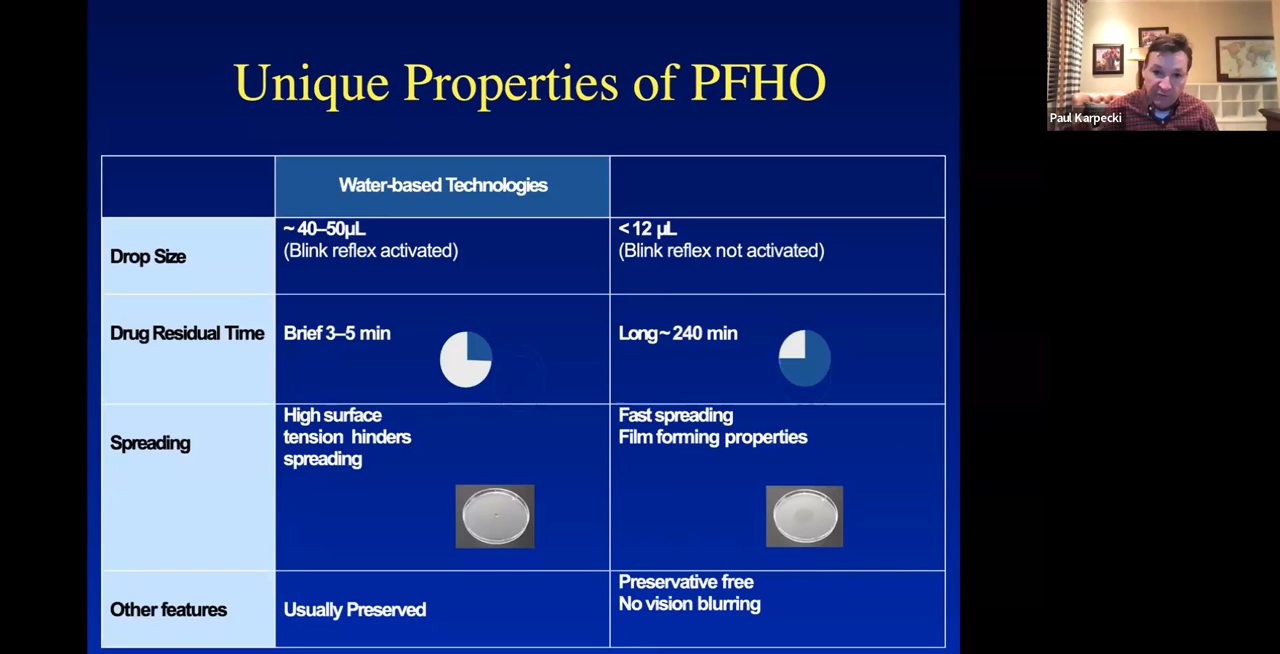 Unique Properties of PFHO
Paul Karpecki
Water-based Technologies
Drop Size
~ 40–50µL
(Blink reflex activated)
< 12 µL
(Blink reflex not activated)
Drug Residual Time
Brief 3–5 min
Long~ 240 min
Spreading
High surface
tension hinders
spreading
Fast spreading
Film forming properties
Other features
Usually Preserved
Preservative free
No vision blurring